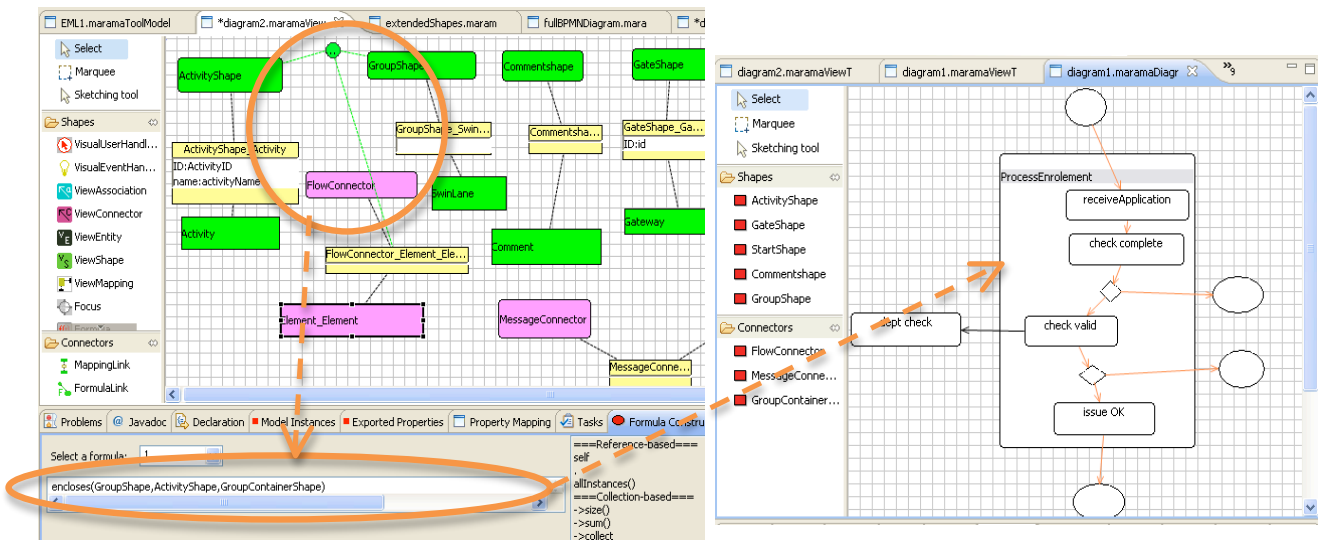 EML1.maramaToolModel
*diagram2.maramaView
extendedShapes.maram
fullBPMNDiagram.mara
*d
Select
Marquee
Sketching tool
Shapes
VisualUserHandl...
VisualEventHan...
ViewAssociation
ViewConnector
ViewEntity
ViewShape
ViewMapping
Focus
Formula
Connectors
MappingLink
FormulaLink
ActivityShape
GroupShape
Commentshape
GateShape
ActivityShape_Activity
ID:ActivityID
name:activityName
GroupShape_Swin...
Commentsha...
GateShape_Ga...
ID:id
FlowConnector
SwinLane
Activity
Gateway
Comment
FlowConnector_Element_Ele...
Element_Element
MessageConnector
MessageConne...
Problems
@ Javadoc
Declaration
Model Instances
Exported Properties
Property Mapping
Tasks
Formula Constru
Select a formula:
1
encloses(GroupShape,ActivityShape,GroupContainerShape)
===Reference-based===
self
.
allInstances()
===Collection-based===
->size()
->sum()
->collect
diagram2.maramaViewT
diagram1.maramaViewT
diagram1.maramaDiagr
»9
Select
Marquee
Sketching tool
Shapes
ActivityShape
GateShape
StartShape
Commentshape
GroupShape
Connectors
FlowConnector
MessageConne...
GroupContainer...
ProcessEnrolement
receiveApplication
check complete
dept check
check valid
issue OK